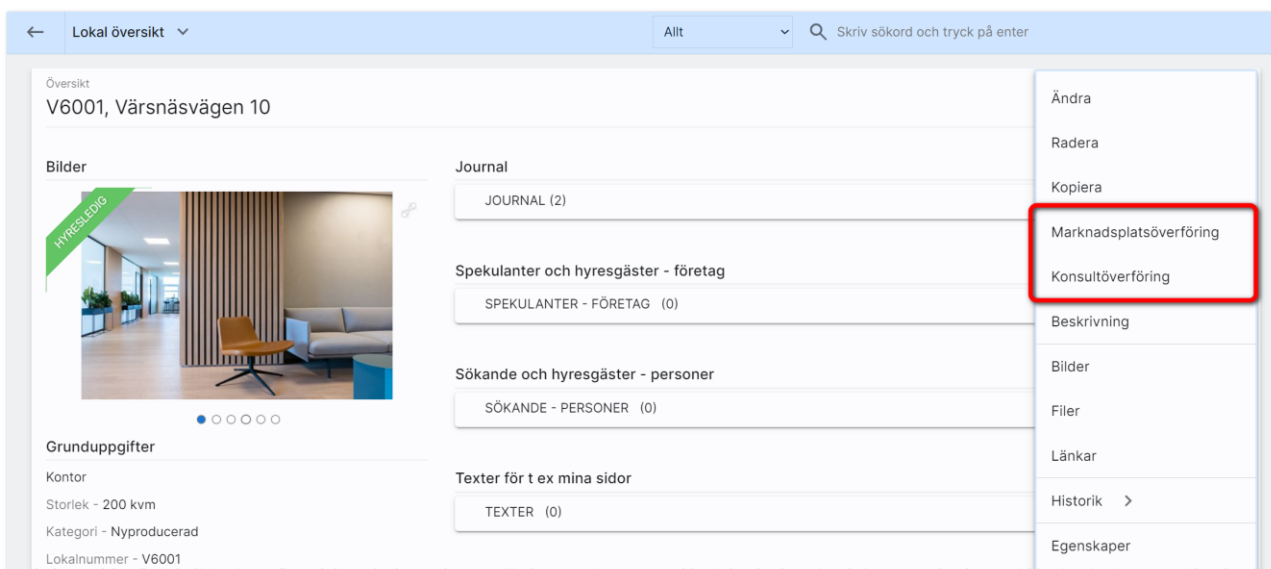 Lokal översikt
Allt
Skriv sökord och tryck på enter
Översikt
V6001, Värsnäsvägen 10
Bilder
HYRESLEDIG
Grunduppgifter
Kontor
Storlek - 200 kvm
Kategori - Nyproducerad
Lokalnummer - V6001
Journal
JOURNAL (2)
Spekulanter och hyresgäster - företag
SPEKULANTER - FÖRETAG (0)
Sökande och hyresgäster - personer
SÖKANDE - PERSONER (0)
Texter för t ex mina sidor
TEXTER (0)
Ändra
Radera
Kopiera
Marknadsplatsöverföring
Konsultöverföring
Beskrivning
Bilder
Filer
Länkar
Historik
Egenskaper